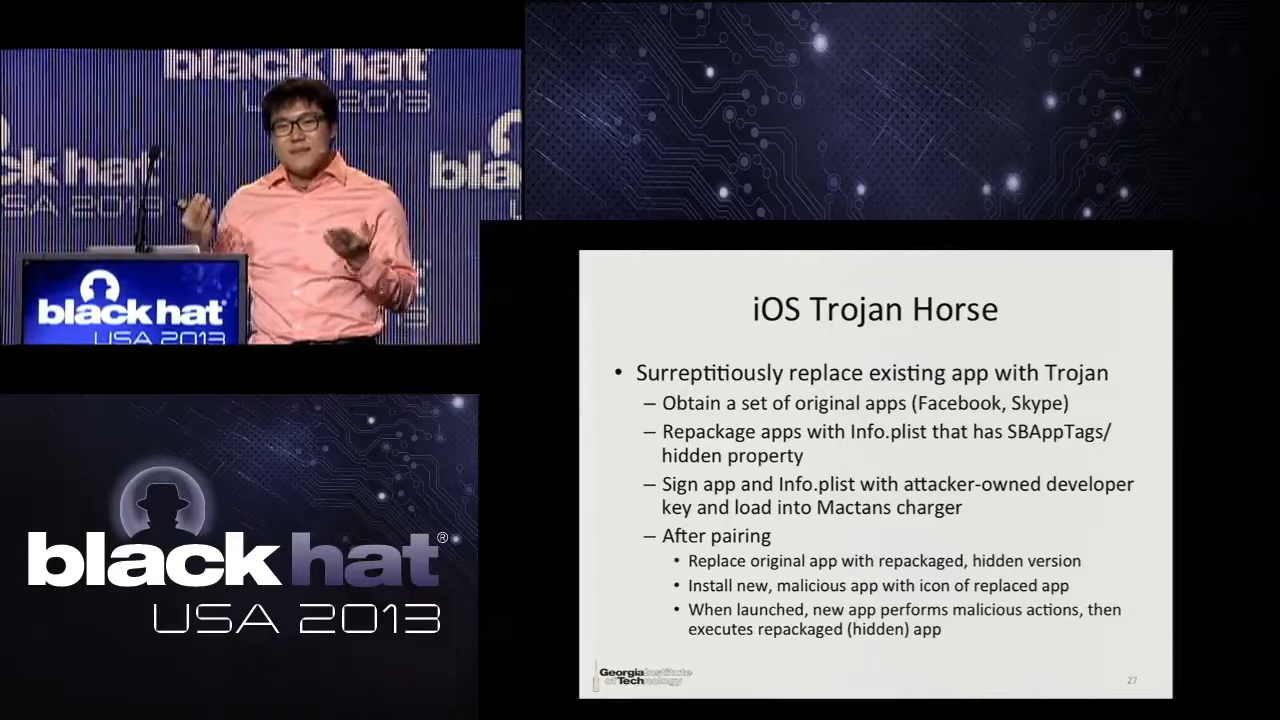 black hat
USA 2013
black hat
USA 2013
bla
black hat®
USA 2013
iOS Trojan Horse
• Surreptitiously replace existing app with Trojan
– Obtain a set of original apps (Facebook, Skype)
– Repackage apps with Info.plist that has SBAppTags/
hidden property
– Sign app and Info.plist with attacker-owned developer
key and load into Mactans charger
– After pairing
• Replace original app with repackaged, hidden version
• Install new, malicious app with icon of replaced app
• When launched, new app performs malicious actions, then
executes repackaged (hidden) app
Georgia Institute
of Technology
27
black hat®
USA 2013